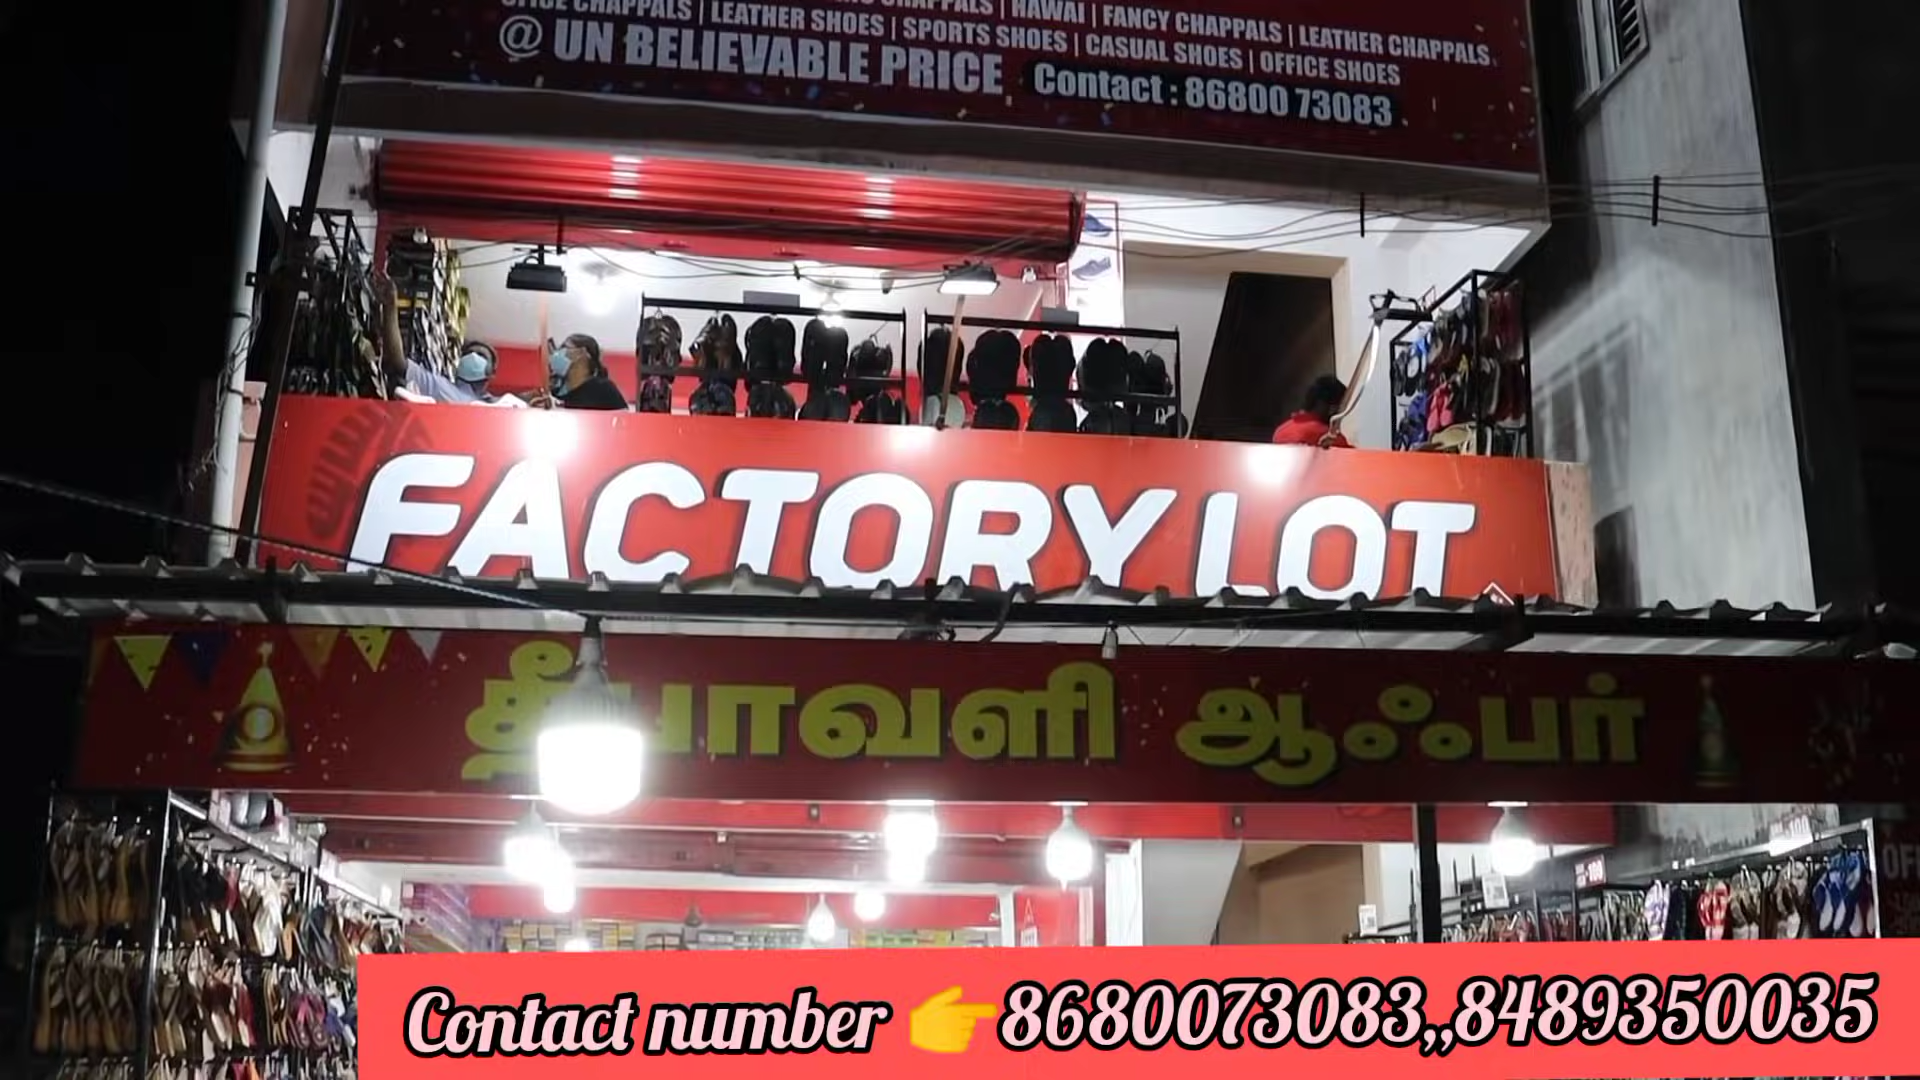 CHAPPALS | LEATHER SHOES | SPORTS SHOES | CASUAL SHOES | OFFICE SHOES
HAWAI | FANCY CHAPPALS | LEATHER CHAPPALS
@ UN BELIEVABLE PRICE Contact : 86800 73083
FACTORY LOT
தீபாவளி ஆஃபர்
Contact number 👉8680073083,,8489350035